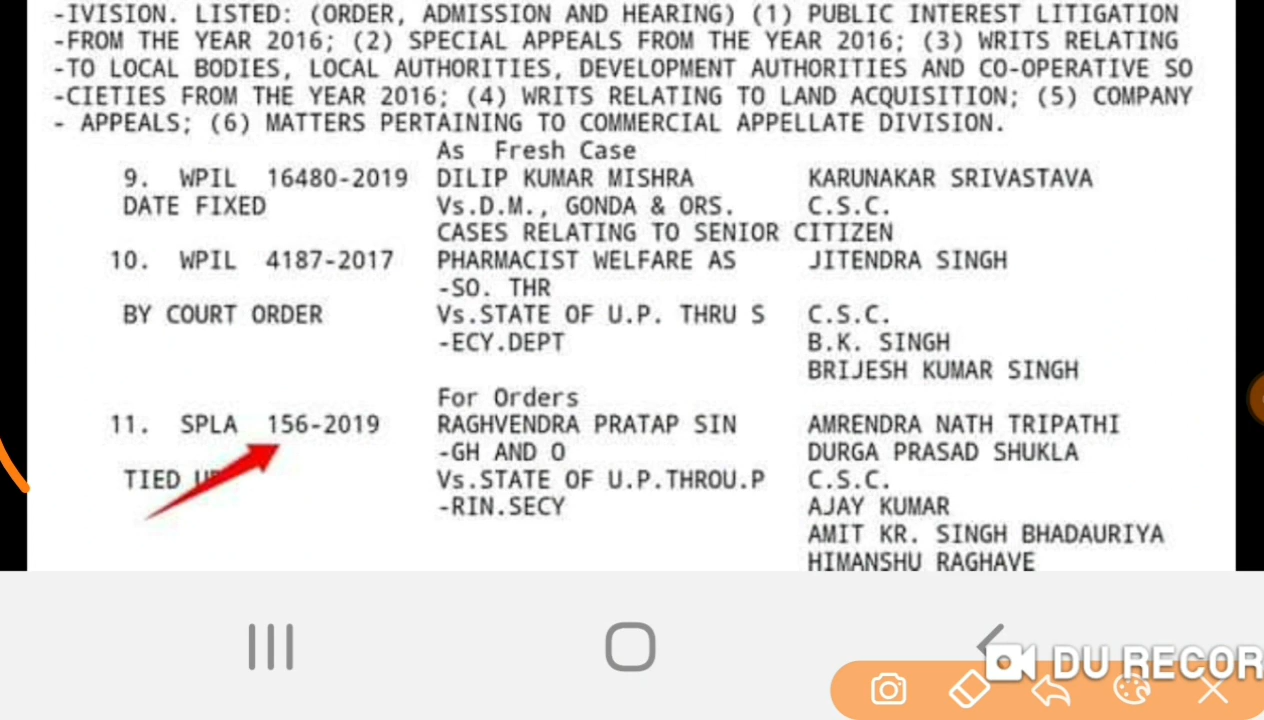 -IVISION. LISTED: (ORDER, ADMISSION AND HEARING) (1) PUBLIC INTEREST LITIGATION
-FROM THE YEAR 2016; (2) SPECIAL APPEALS FROM THE YEAR 2016; (3) WRITS RELATING
-TO LOCAL BODIES, LOCAL AUTHORITIES, DEVELOPMENT AUTHORITIES AND CO-OPERATIVE SO
-CIETIES FROM THE YEAR 2016; (4) WRITS RELATING TO LAND ACQUISITION; (5) COMPANY
- APPEALS; (6) MATTERS PERTAINING TO COMMERCIAL APPELLATE DIVISION.
As Fresh Case
9. WPIL 16480-2019 DILIP KUMAR MISHRA KARUNAKAR SRIVASTAVA
DATE FIXED Vs.D.M., GONDA & ORS. C.S.C.
CASES RELATING TO SENIOR CITIZEN
10. WPIL 4187-2017 PHARMACIST WELFARE AS JITENDRA SINGH
-SO. THR
BY COURT ORDER Vs.STATE OF U.P. THRU S C.S.C.
-ECY.DEPT B.K. SINGH
BRIJESH KUMAR SINGH
For Orders
11. SPLA 156-2019 RAGHVENDRA PRATAP SIN AMRENDRA NATH TRIPATHI
-GH AND O DURGA PRASAD SHUKLA
TIED Vs.STATE OF U.P.THROU.P C.S.C.
-RIN.SECY AJAY KUMAR
AMIT KR. SINGH BHADAURIYA
HIMANSHU RAGHAVE
DU RECOR